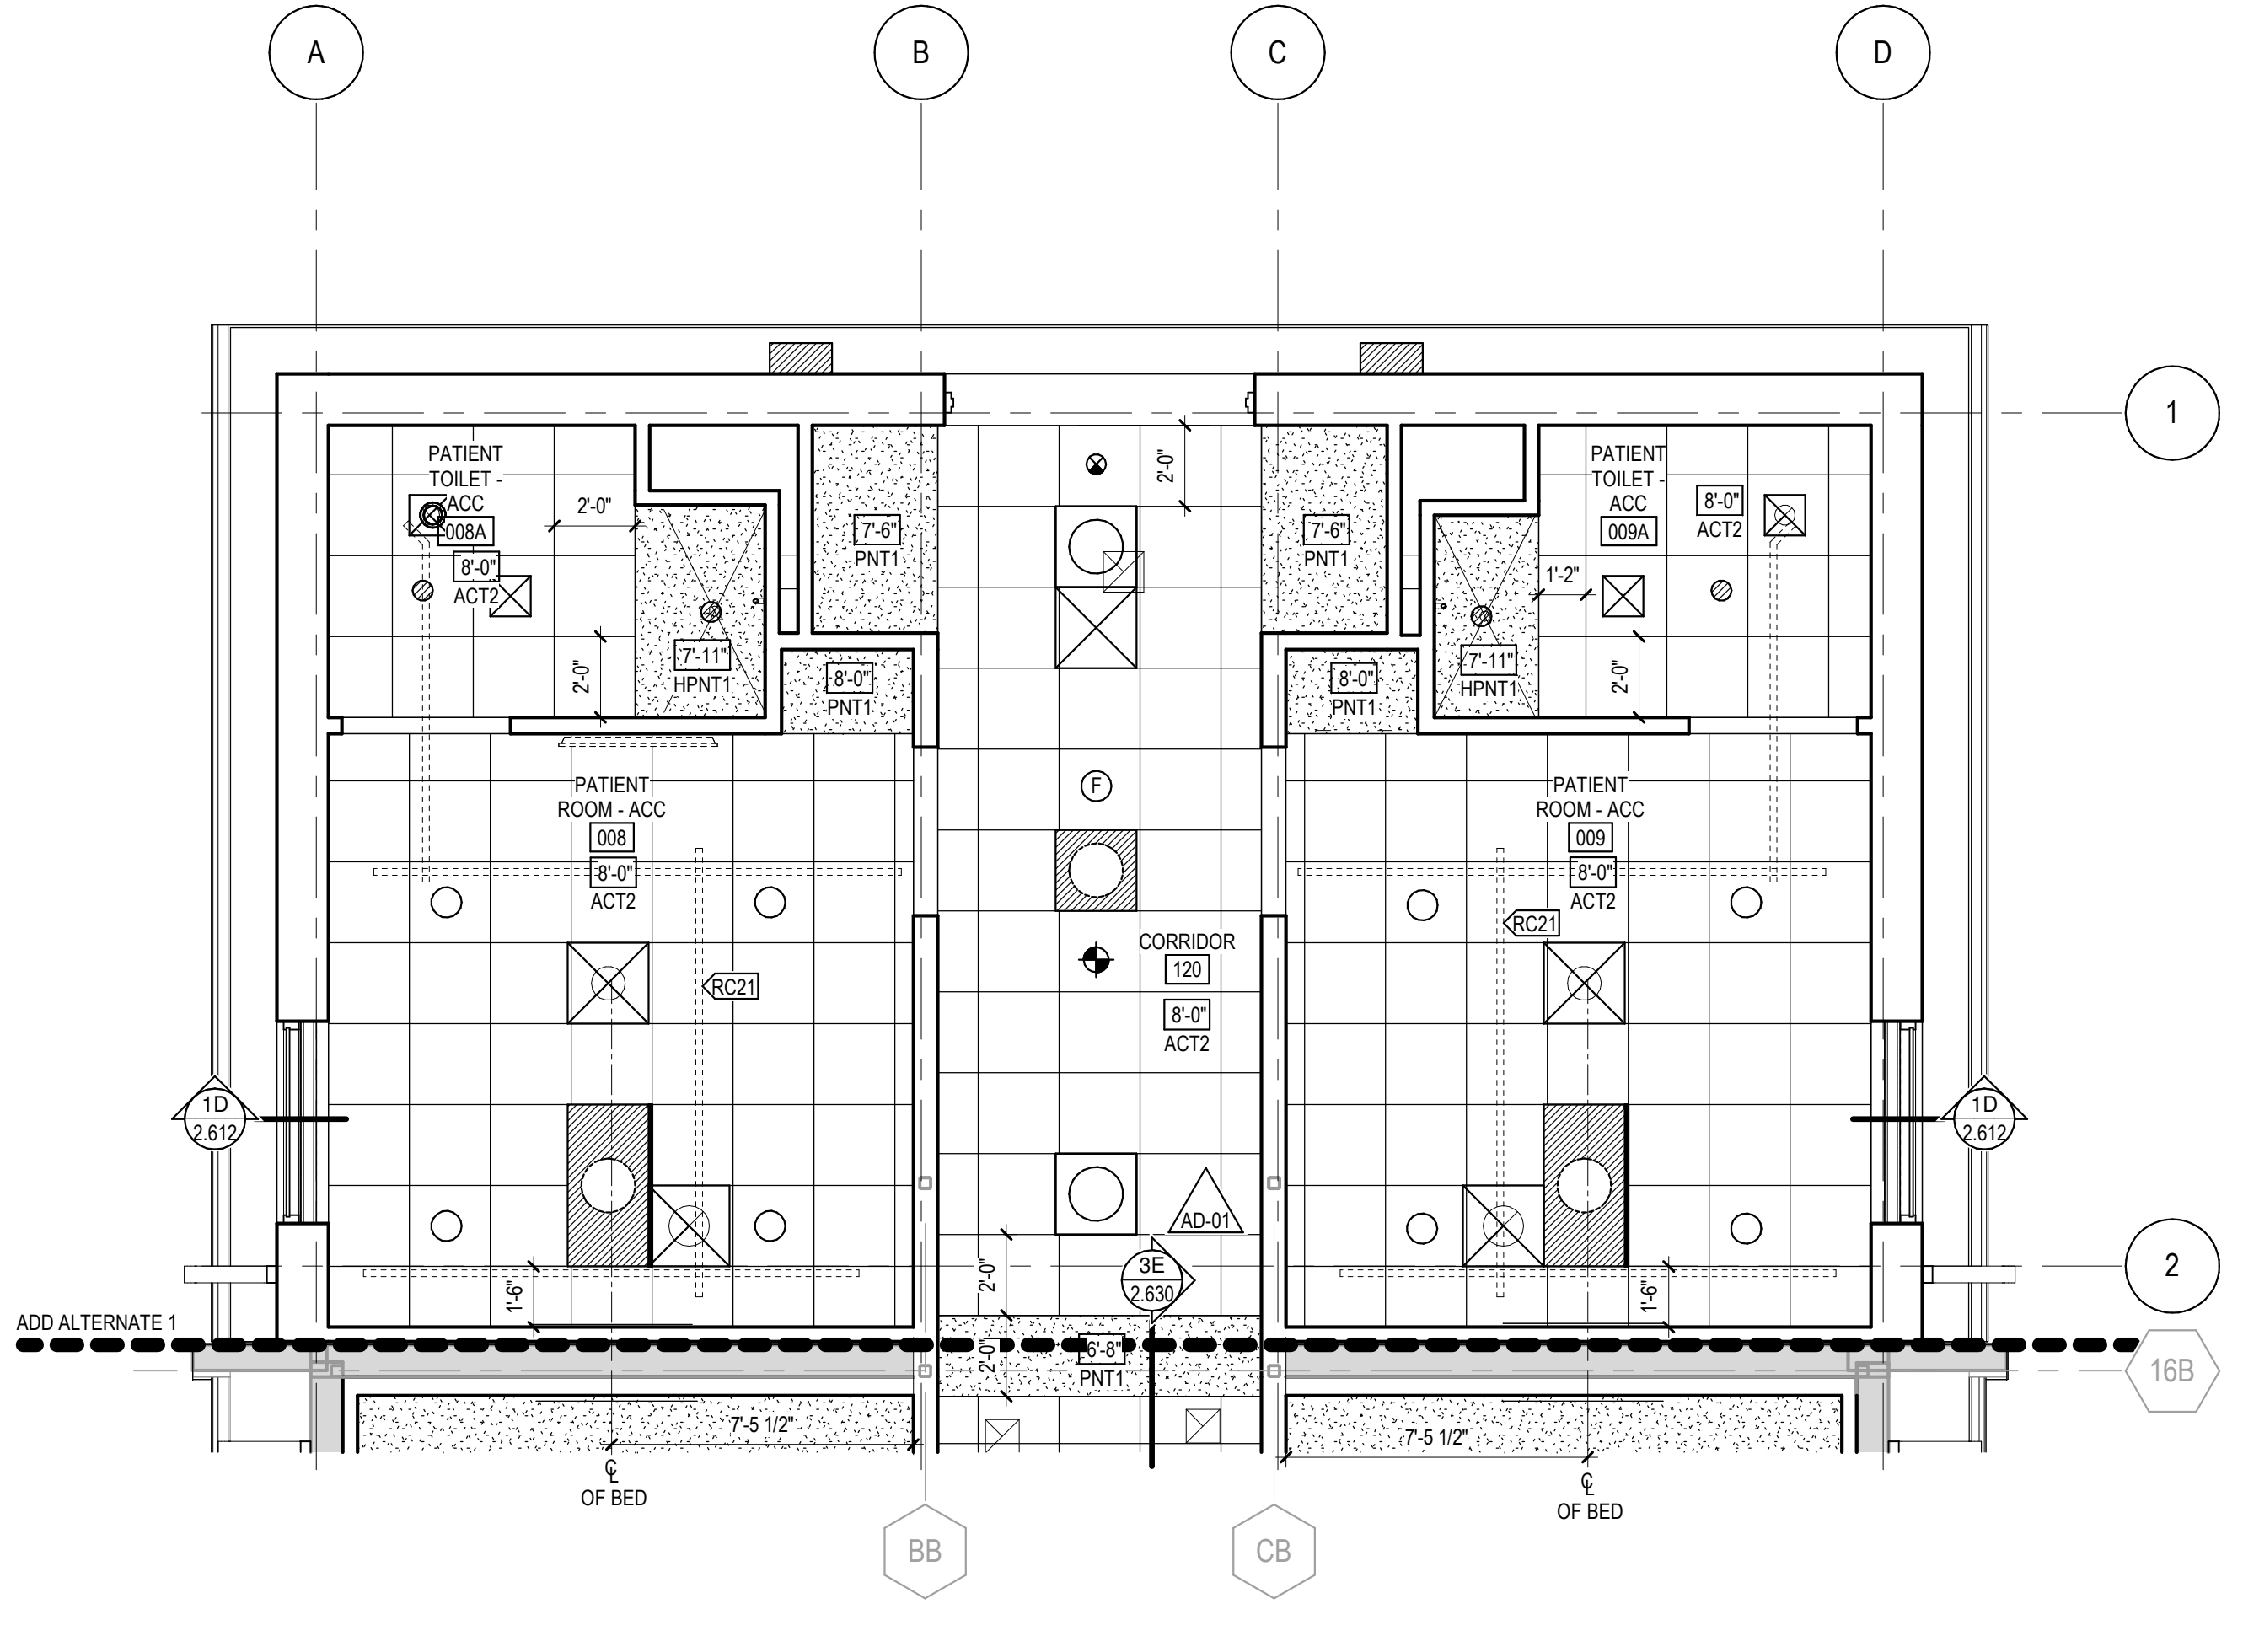 A
B
C
D
1
PATIENT
TOILET -
ACC
008A
8'-0"
ACT2
2'-0"
2'-0"
7'-11"
HPNT1
7'-6"
PNT1
8'-0"
PNT1
2'-0"
7'-6"
PNT1
8'-0"
PNT1
7'-11"
HPNT1
1'-2"
2'-0"
PATIENT
TOILET -
ACC
009A
8'-0"
ACT2
PATIENT
ROOM - ACC
008
8'-0"
ACT2
RC21
F
CORRIDOR
120
8'-0"
ACT2
PATIENT
ROOM - ACC
009
8'-0"
ACT2
RC21
1D
2.612
1D
2.612
AD-01
3E
2.630
2'-0"
2'-0"
1'-6"
1'-6"
2
ADD ALTERNATE 1
6'-8"
PNT1
16B
7'-5 1/2"
7'-5 1/2"
CL
OF BED
CL
OF BED
BB
CB